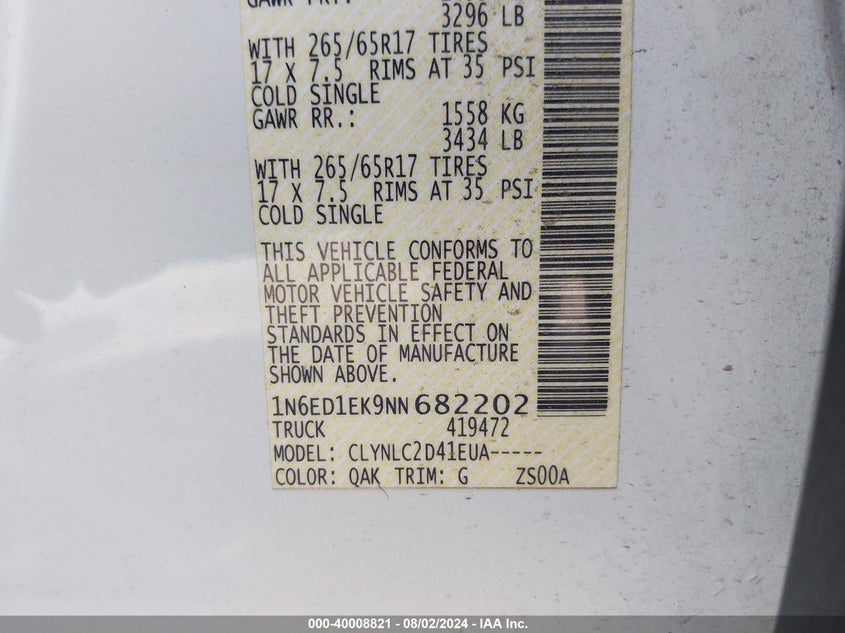 GAWR FRT.:
3296 LB
WITH 265/65R17 TIRES
17 X 7.5 RIMS AT 35 PSI
COLD SINGLE
GAWR RR.: 1558 KG
3434 LB
WITH 265/65R17 TIRES
17 X 7.5 RIMS AT 35 PSI
COLD SINGLE
THIS VEHICLE CONFORMS TO
ALL APPLICABLE FEDERAL
MOTOR VEHICLE SAFETY AND
THEFT PREVENTION
STANDARDS IN EFFECT ON
THE DATE OF MANUFACTURE
SHOWN ABOVE.
1N6ED1EK9NN682202
TRUCK 419472
MODEL: CLYNLC2D41EUA-----
COLOR: QAK TRIM: G ZS00A
000-40008821 - 08/02/2024 - IAA Inc.